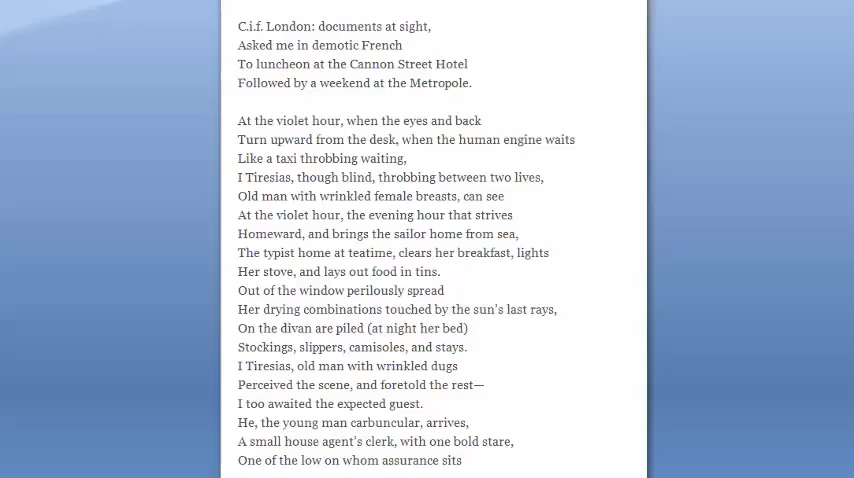 C.i.f. London: documents at sight,
Asked me in demotic French
To luncheon at the Cannon Street Hotel
Followed by a weekend at the Metropole.
At the violet hour, when the eyes and back
Turn upward from the desk, when the human engine waits
Like a taxi throbbing waiting,
I Tiresias, though blind, throbbing between two lives,
Old man with wrinkled female breasts, can see
At the violet hour, the evening hour that strives
Homeward, and brings the sailor home from sea,
The typist home at teatime, clears her breakfast, lights
Her stove, and lays out food in tins.
Out of the window perilously spread
Her drying combinations touched by the sun's last rays,
On the divan are piled (at night her bed)
Stockings, slippers, camisoles, and stays.
I Tiresias, old man with wrinkled dugs
Perceived the scene, and foretold the rest—
I too awaited the expected guest.
He, the young man carbuncular, arrives,
A small house agent's clerk, with one bold stare,
One of the low on whom assurance sits